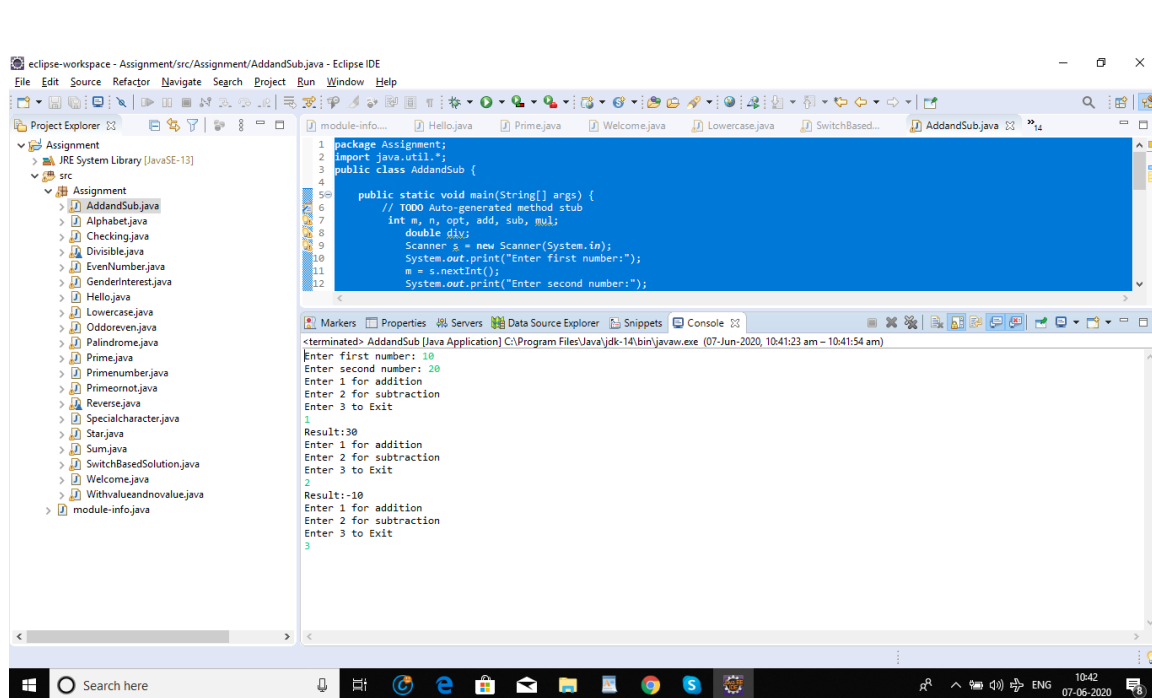 eclipse-workspace - Assignment/src/Assignment/AddandSub.java - Eclipse IDE
File Edit Source Refactor Navigate Search Project Run Window Help
Project Explorer
module-info....
Hello.java
Prime.java
Welcome.java
Lowercase.java
SwitchBased...
AddandSub.java
»14
Assignment
JRE System Library [JavaSE-13]
src
Assignment
AddandSub.java
Alphabet.java
Checking.java
Divisible.java
EvenNumber.java
GenderInterest.java
Hello.java
Lowercase.java
Oddoreven.java
Palindrome.java
Prime.java
Primenumber.java
Primeornot.java
Reverse.java
Specialcharacter.java
Star.java
Sum.java
SwitchBasedSolution.java
Welcome.java
Withvalueandnovalue.java
module-info.java
1 package Assignment;
2 import java.util.*;
3 public class AddandSub {
4
5 public static void main(String[] args) {
6 // TODO Auto-generated method stub
7 int m, n, opt, add, sub, mul;
8 double div;
9 Scanner s = new Scanner(System.in);
10 System.out.print("Enter first number:");
11 m = s.nextInt();
12 System.out.print("Enter second number:");
Markers Properties Servers Data Source Explorer Snippets Console
<terminated> AddandSub [Java Application] C:\Program Files\Java\jdk-14\bin\javaw.exe (07-Jun-2020, 10:41:23 am – 10:41:54 am)
Enter first number: 10
Enter second number: 20
Enter 1 for addition
Enter 2 for subtraction
Enter 3 to Exit
1
Result:30
Enter 1 for addition
Enter 2 for subtraction
Enter 3 to Exit
2
Result:-10
Enter 1 for addition
Enter 2 for subtraction
Enter 3 to Exit
3
Search here
ENG
10:42
07-06-2020
8